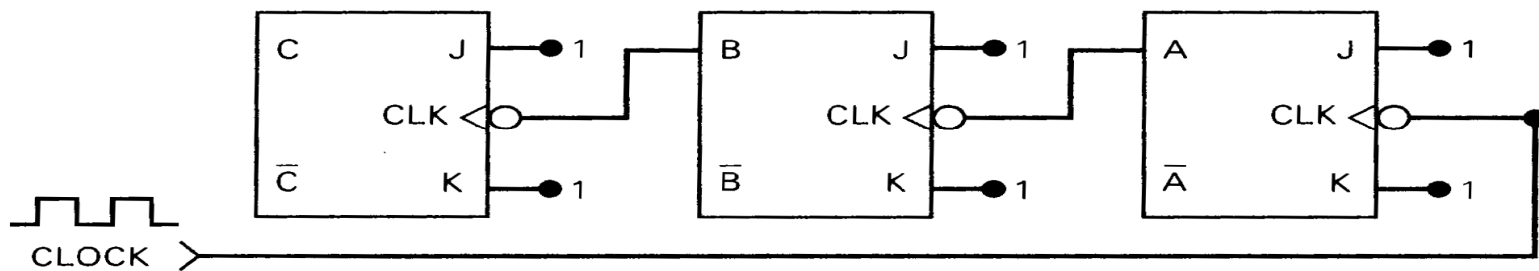 C J 1 B J 1 A J 1
CLK CLK CLK
C̅ K 1 B̅ K 1 A̅ K 1
CLOCK